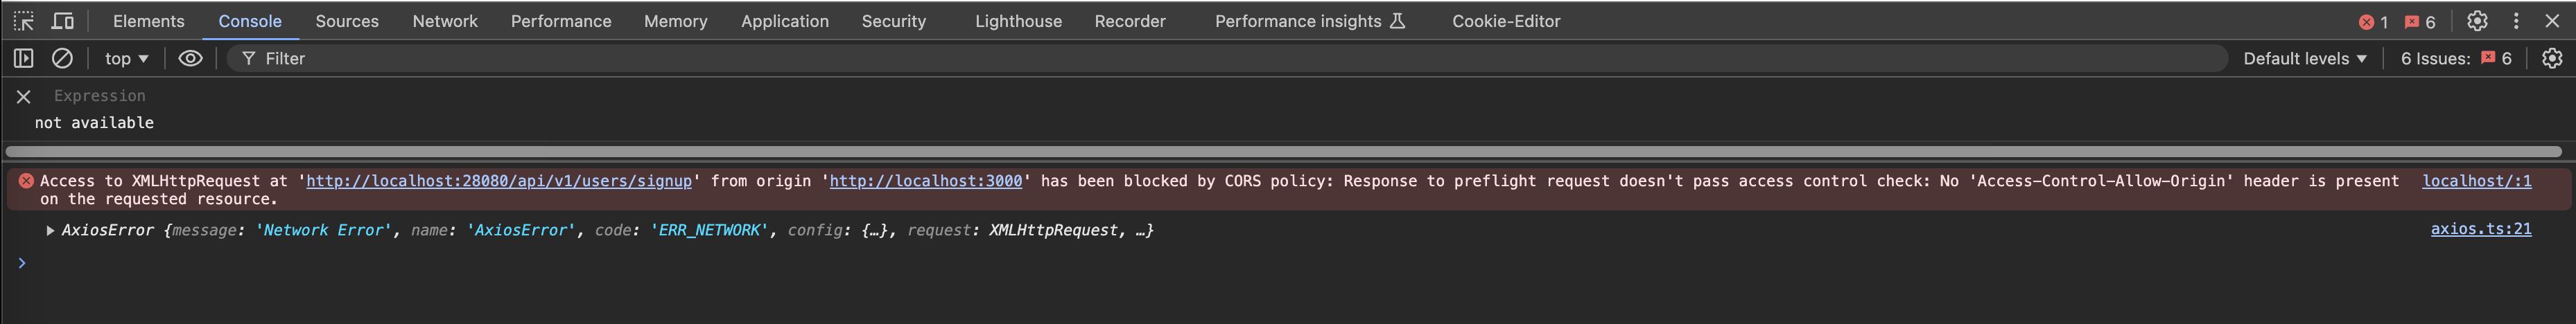 Elements Console Sources Network Performance Memory Application Security Lighthouse Recorder Performance insights Cookie-Editor 1 6
top Filter Default levels 6 Issues: 6
Expression
not available
Access to XMLHttpRequest at 'http://localhost:28080/api/v1/users/signup' from origin 'http://localhost:3000' has been blocked by CORS policy: Response to preflight request doesn't pass access control check: No 'Access-Control-Allow-Origin' header is present localhost/:1
on the requested resource.
AxiosError {message: 'Network Error', name: 'AxiosError', code: 'ERR_NETWORK', config: {…}, request: XMLHttpRequest, …} axios.ts:21